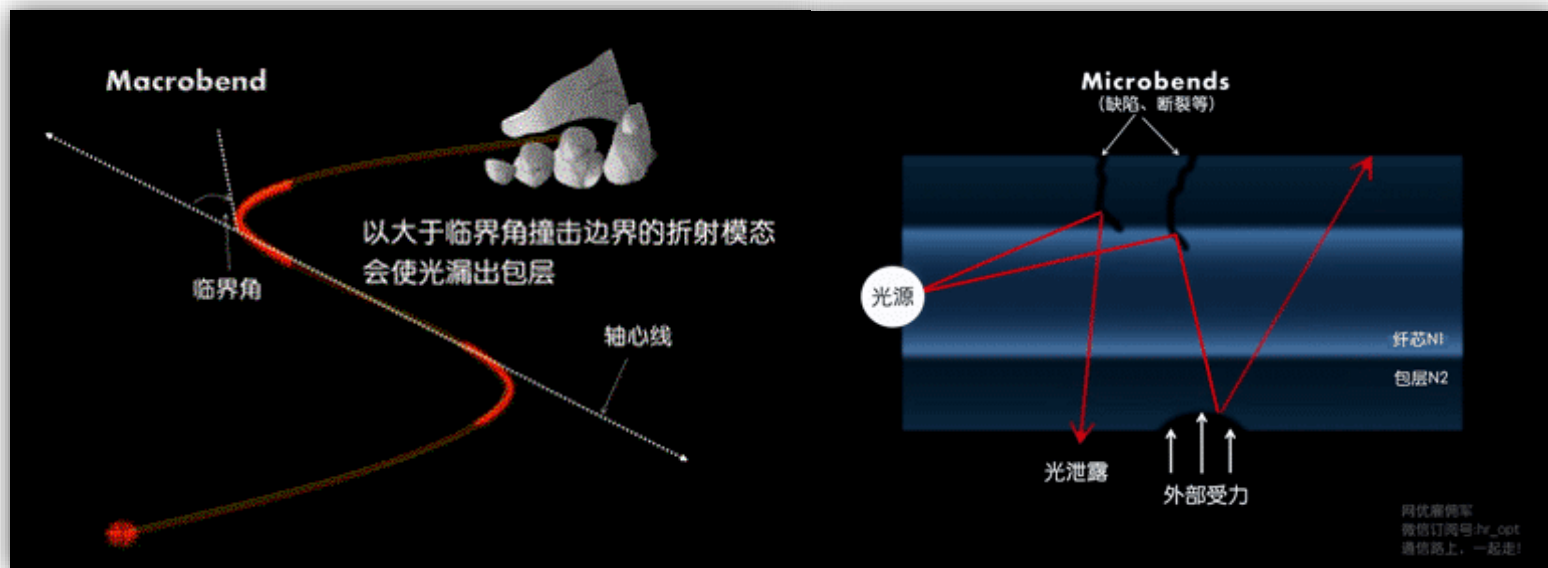 Macrobend
临界角
以大于临界角撞击边界的折射模态
会使光漏出包层
轴心线
Microbends
（缺陷、断裂等）
光源
纤芯N1
包层N2
光泄露
外部受力
网优雇佣军
微信订阅号:hr_opt
通信路上，一起走!